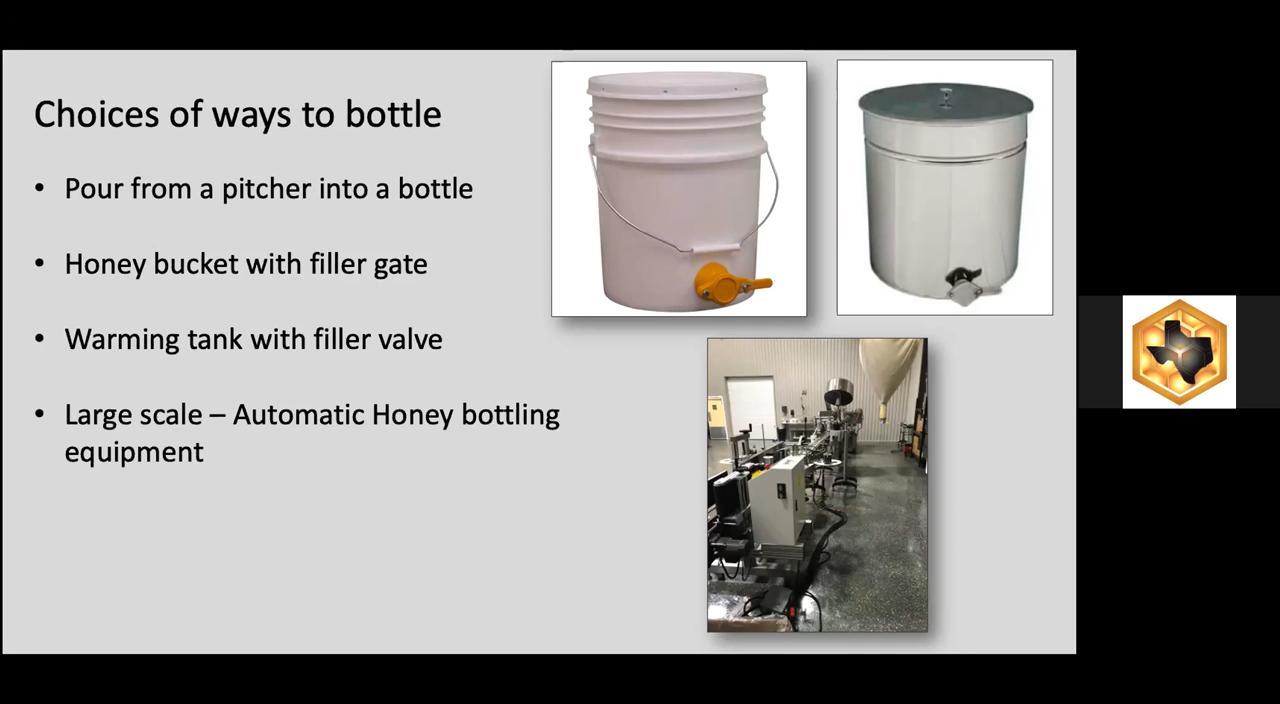 Choices of ways to bottle
• Pour from a pitcher into a bottle
• Honey bucket with filler gate
• Warming tank with filler valve
• Large scale – Automatic Honey bottling
equipment